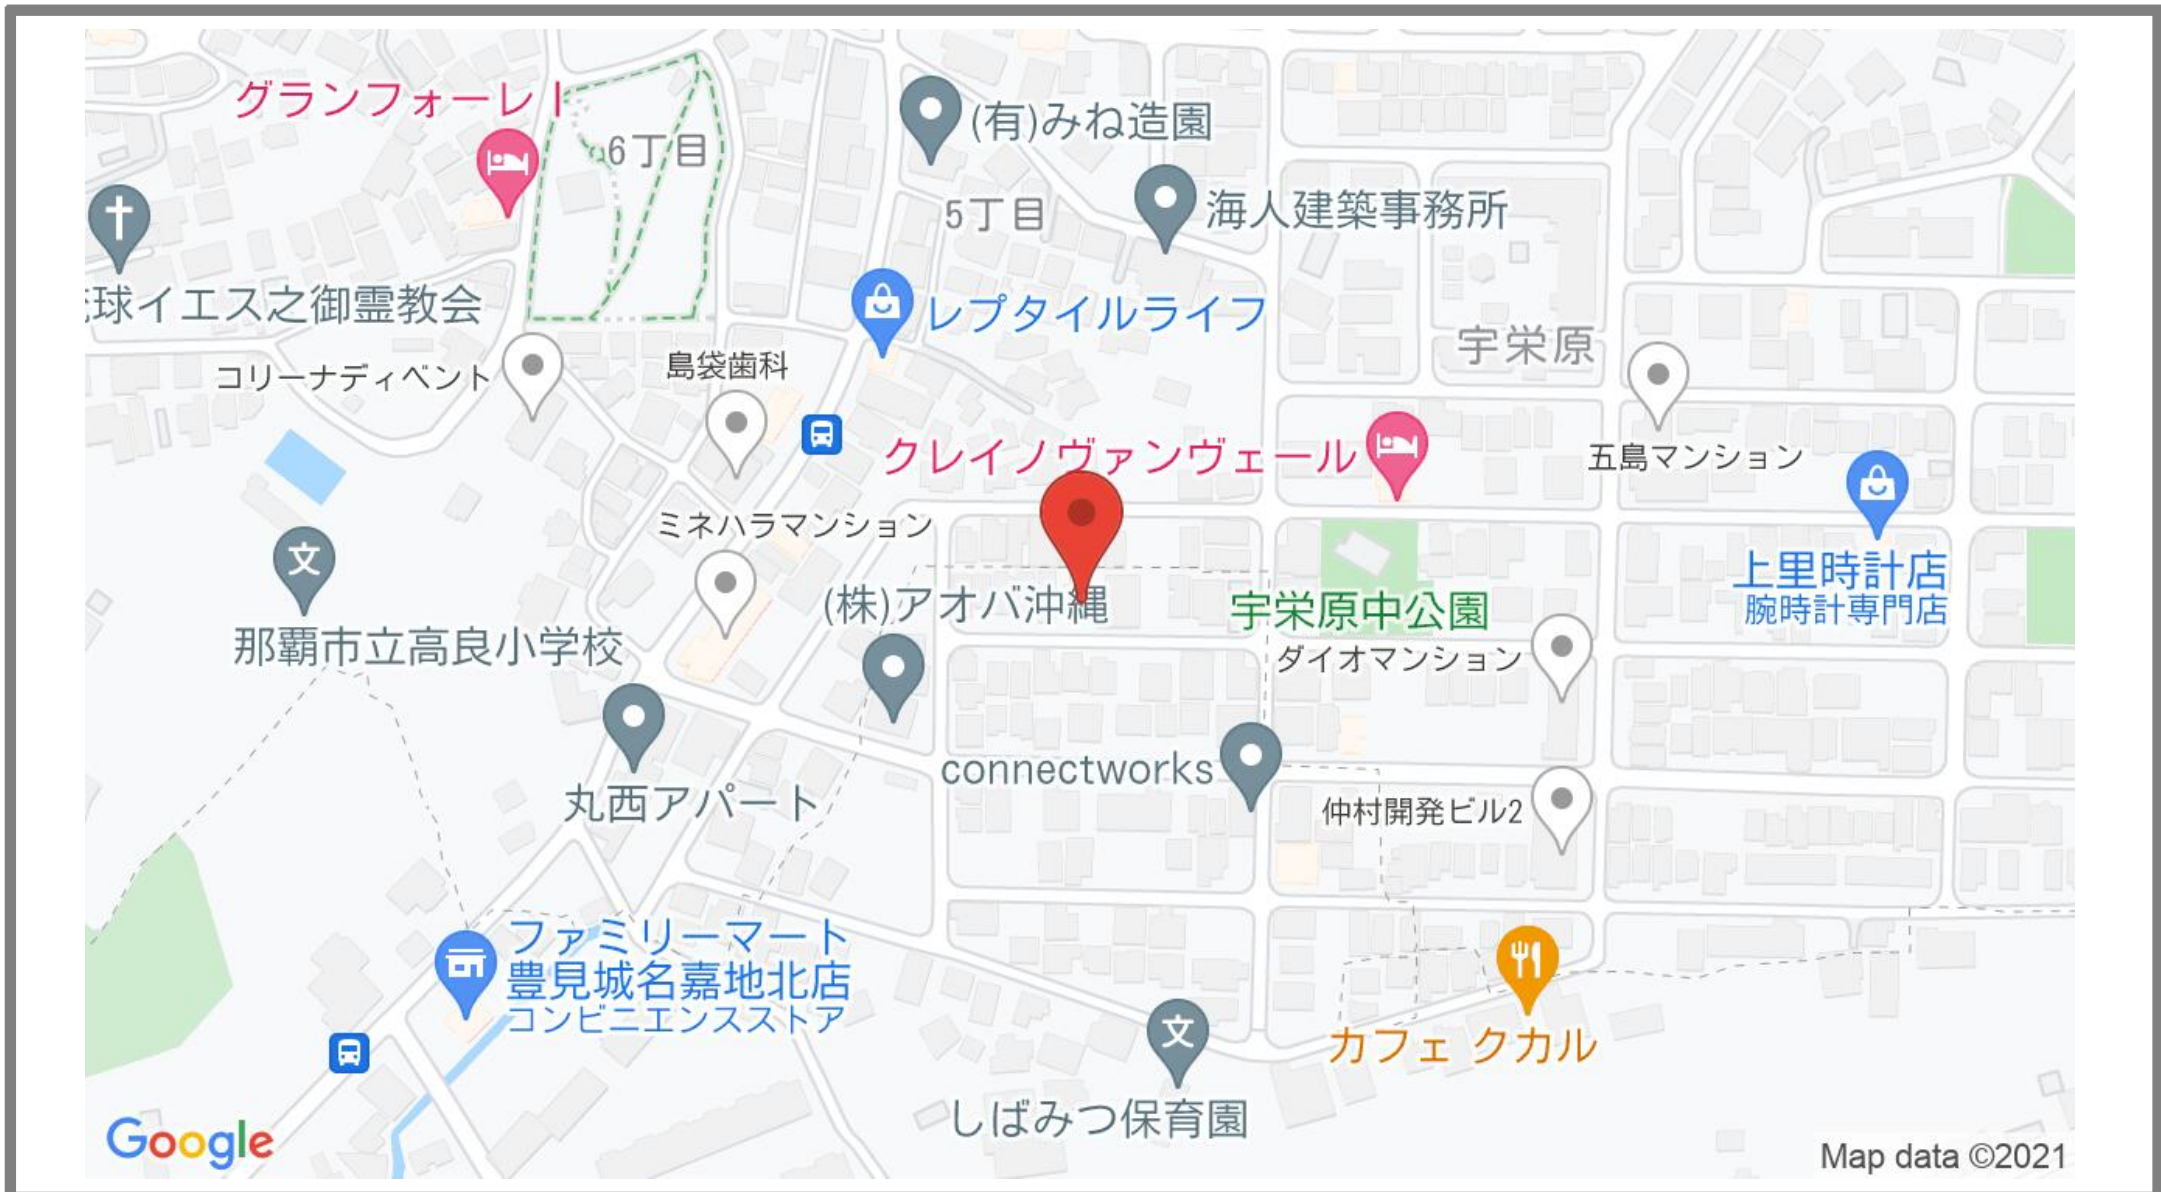 グランフォーレⅠ
(有)みね造園
6丁目
5丁目
海人建築事務所
球イエス之御霊教会
レプタイルライフ
宇栄原
コリーナディベント
島袋歯科
クレイノヴァンヴェール
五島マンション
ミネハラマンション
上里時計店
腕時計専門店
(株)アオバ沖縄
宇栄原中公園
那覇市立高良小学校
ダイオマンション
connectworks
丸西アパート
仲村開発ビル2
ファミリーマート
豊見城名嘉地北店
コンビニエンスストア
カフェ クカル
しばみつ保育園
Google
Map data ©2021